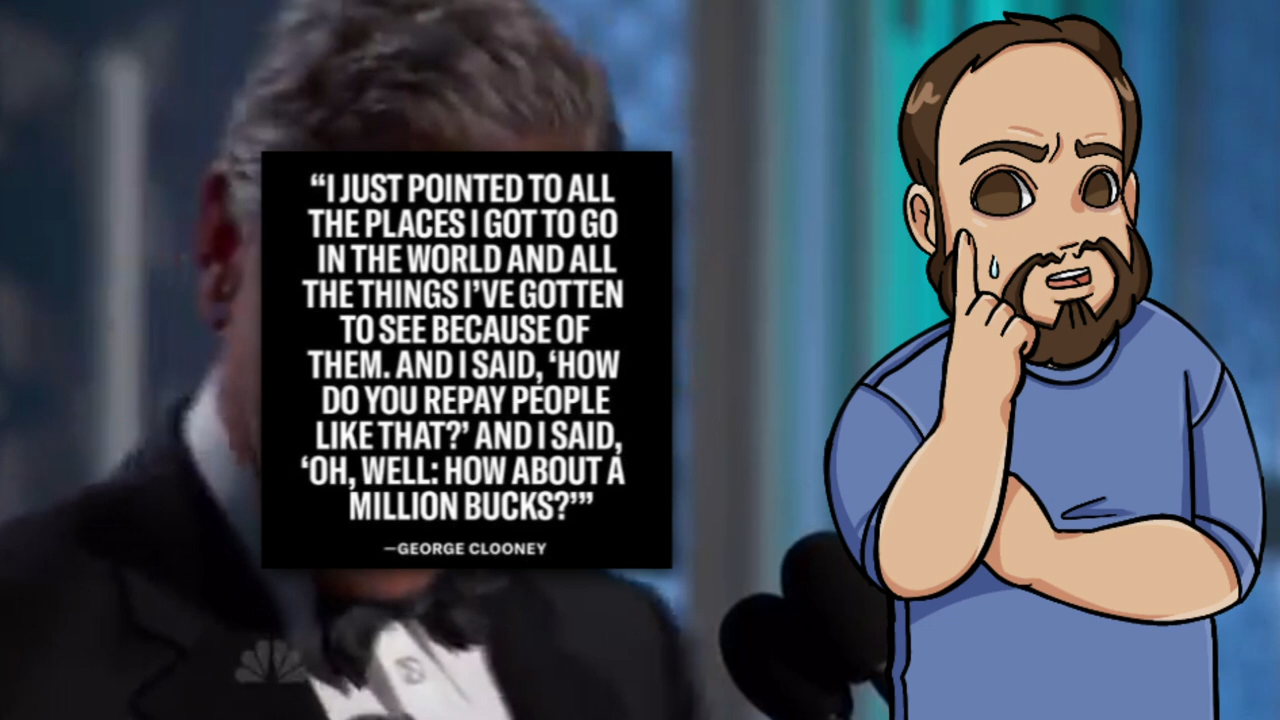 “I JUST POINTED TO ALL
THE PLACES I GOT TO GO
IN THE WORLD AND ALL
THE THINGS I’VE GOTTEN
TO SEE BECAUSE OF
THEM. AND I SAID, ‘HOW
DO YOU REPAY PEOPLE
LIKE THAT?’ AND I SAID,
‘OH, WELL: HOW ABOUT A
MILLION BUCKS?’”
—GEORGE CLOONEY